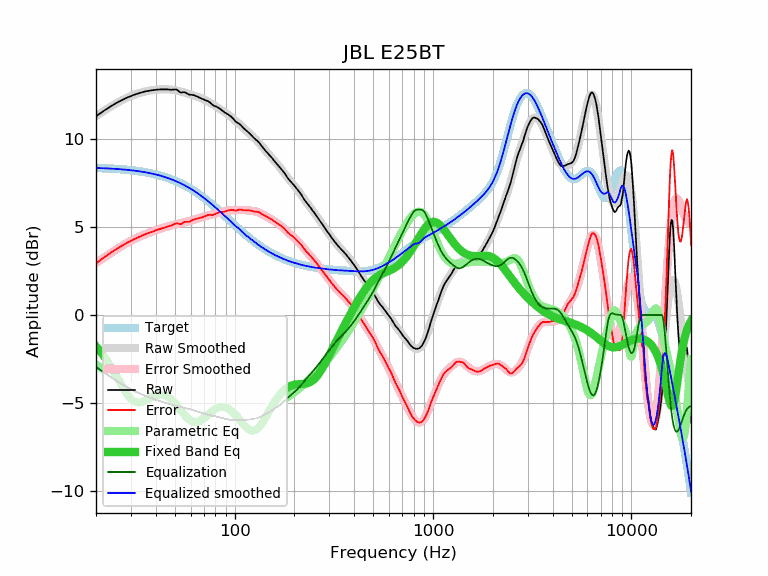 JBL E25BT
Amplitude (dBr)
10
5
0
−5
−10
Target
Raw Smoothed
Error Smoothed
Raw
Error
Parametric Eq
Fixed Band Eq
Equalization
Equalized smoothed
100
1000
10000
Frequency (Hz)